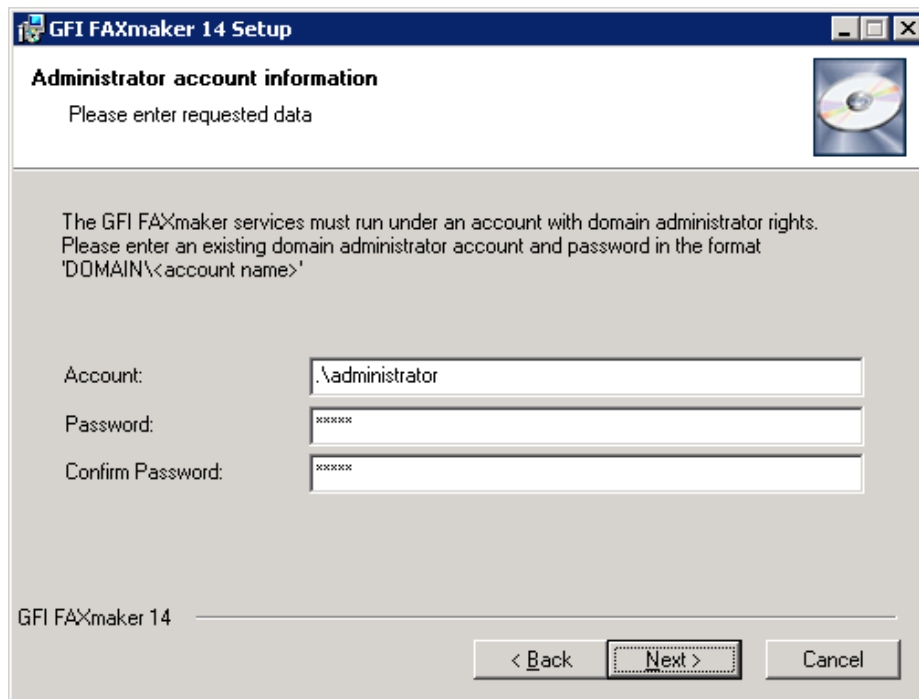 GFI FAXmaker 14 Setup
Administrator account information
Please enter requested data
The GFI FAXmaker services must run under an account with domain administrator rights.
Please enter an existing domain administrator account and password in the format
'DOMAIN\<account name>'
Account:
.\administrator
Password:
*****
Confirm Password:
*****
GFI FAXmaker 14
< Back
Next >
Cancel